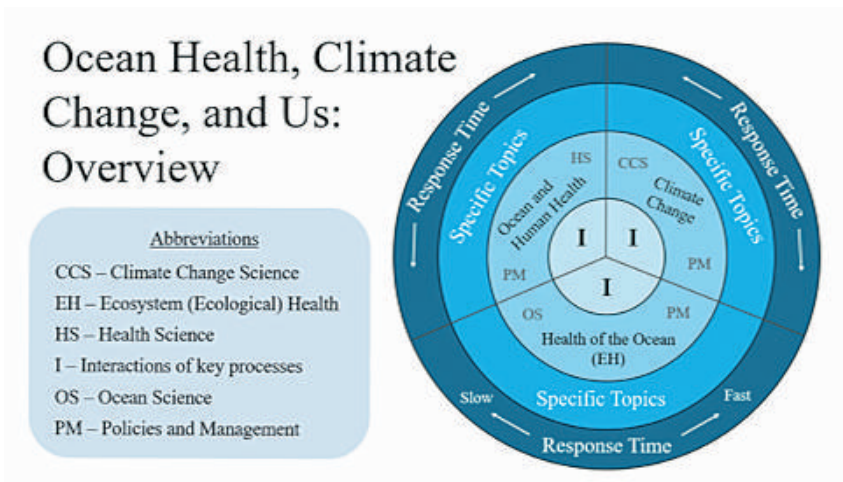 Ocean Health, Climate
Change, and Us:
Overview
Abbreviations
CCS – Climate Change Science
EH – Ecosystem (Ecological) Health
HS – Health Science
I – Interactions of key processes
OS – Ocean Science
PM – Policies and Management
Response Time
Specific Topics
HS
Ocean and
Human Health
PM
I
Response Time
Specific Topics
CCS
Climate
Change
PM
I
I
OS
PM
Health of the Ocean
(EH)
Specific Topics
Slow
Fast
Response Time